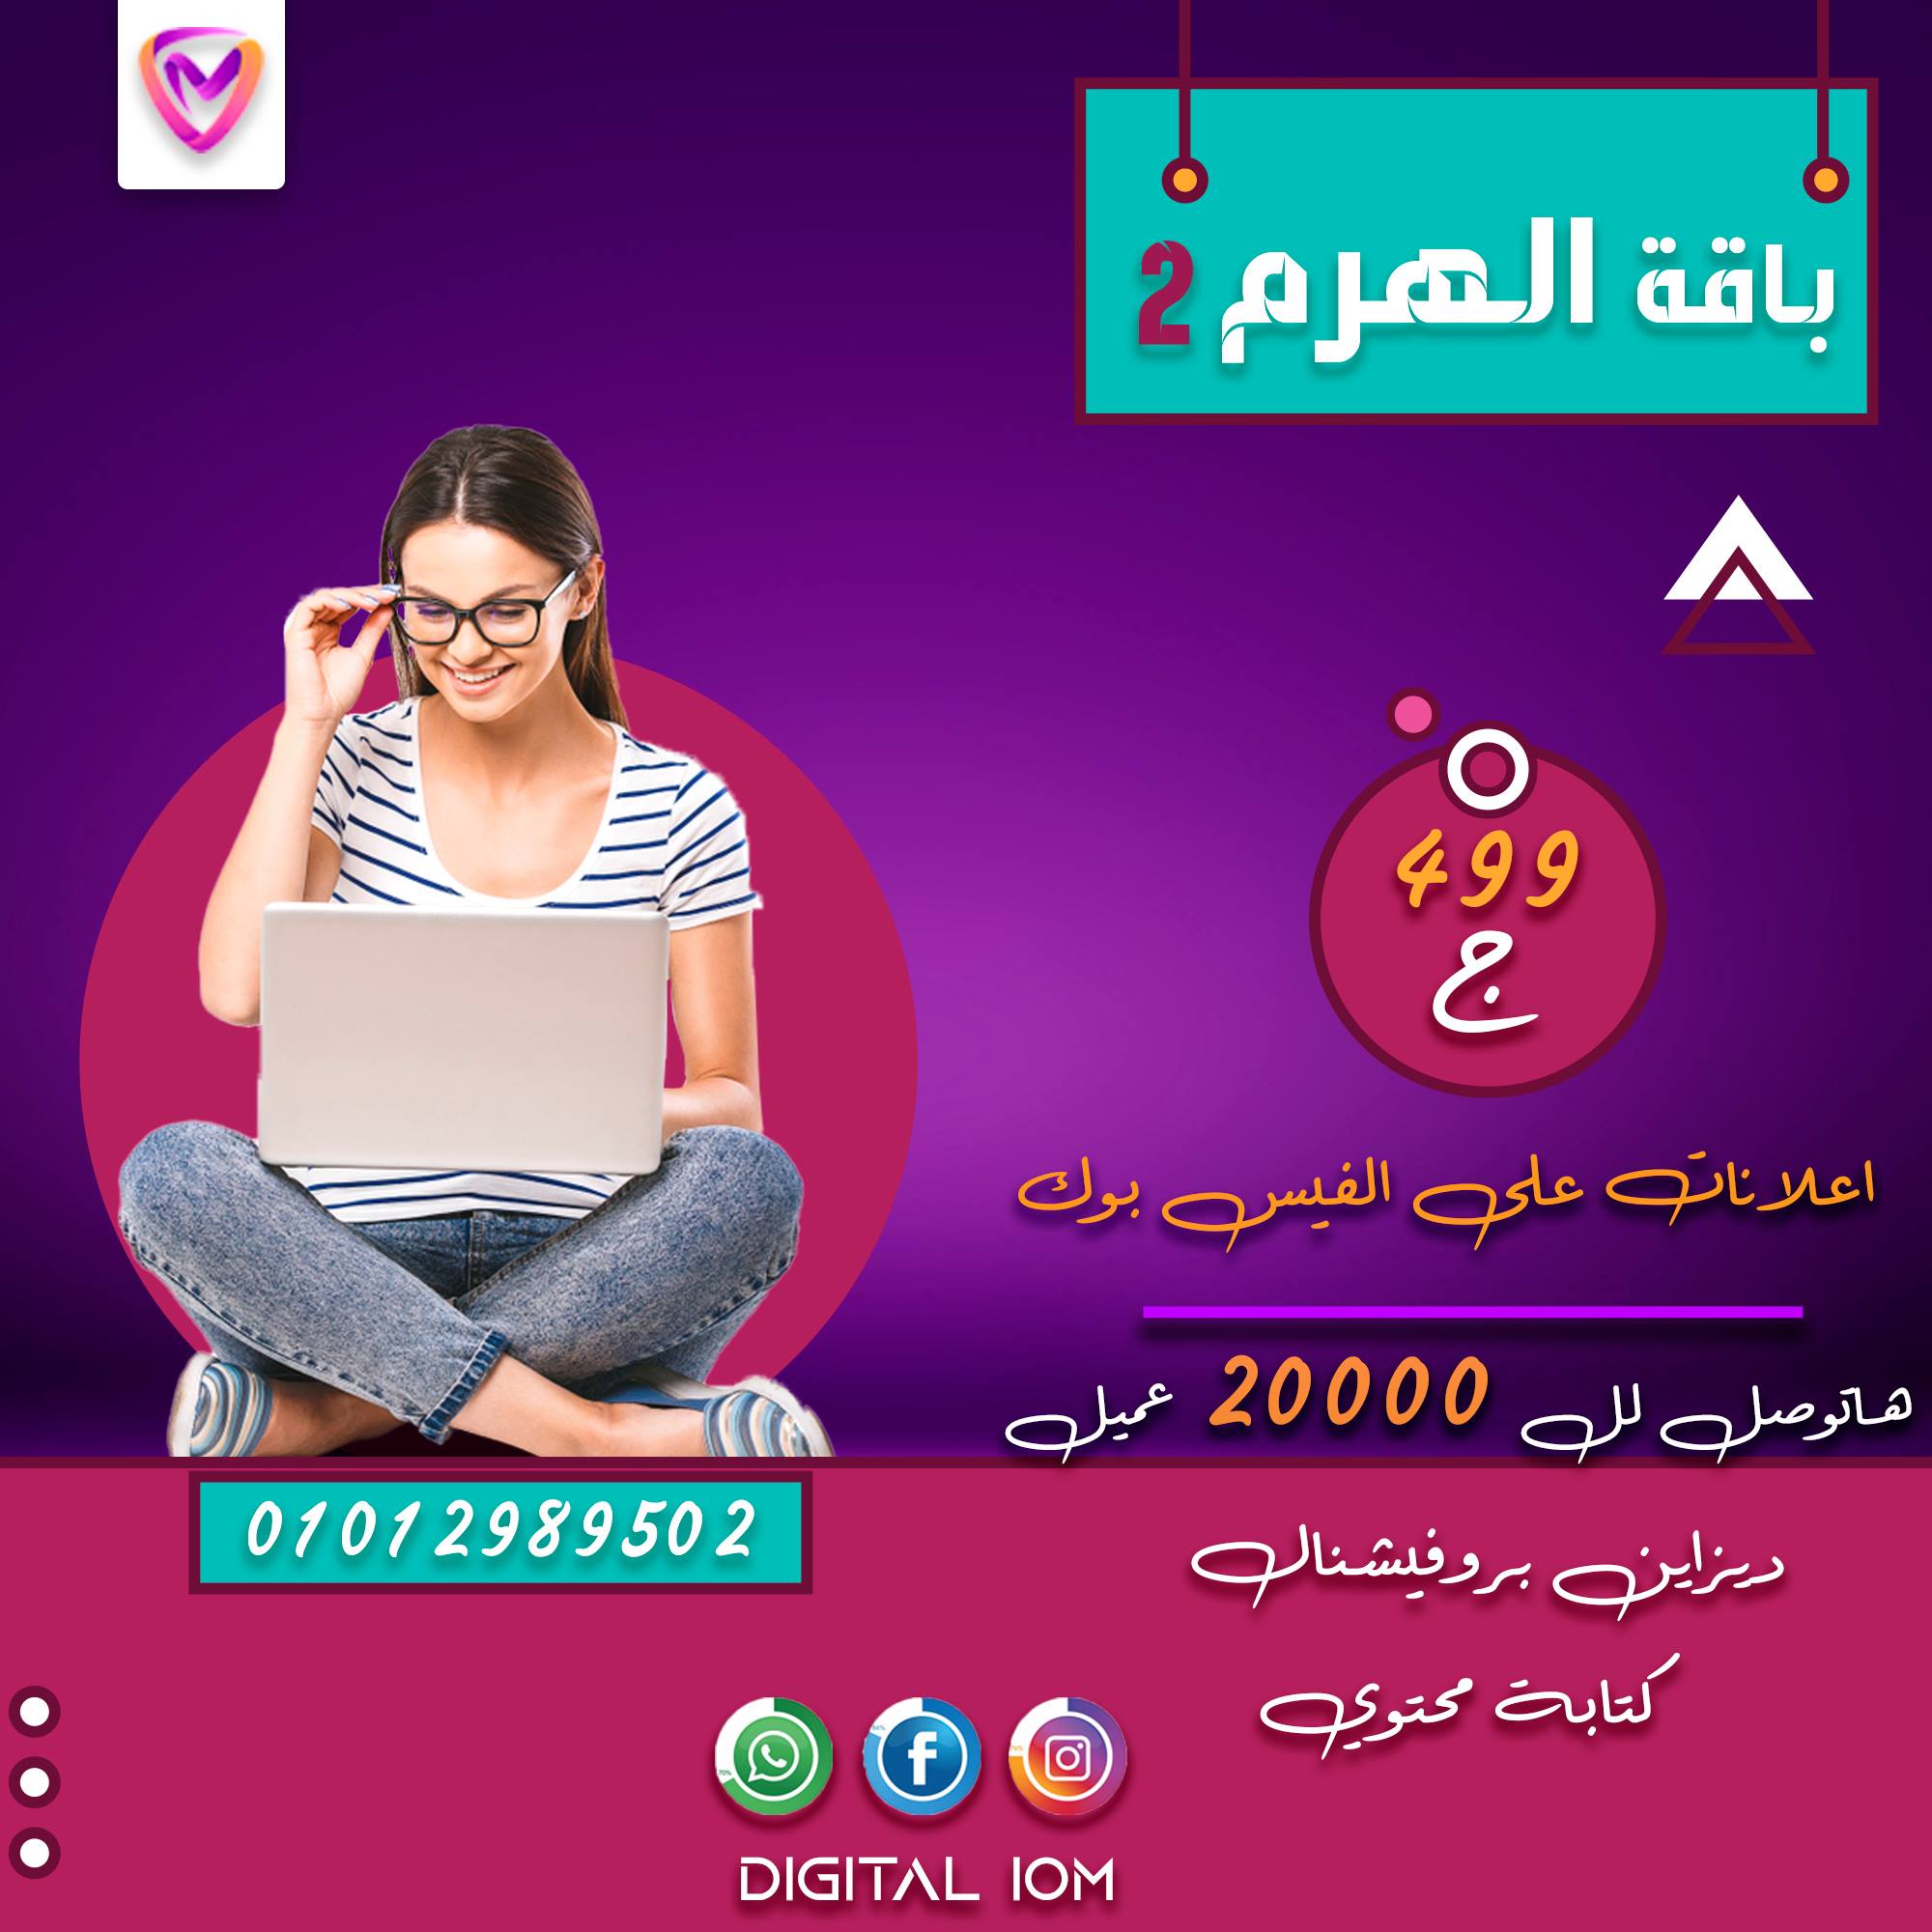 باقة الهرم 2
499
ج
اعلانات على الفيس بوك
هاتوصل لل 20000 عميل
01012989502
ديزاين بروفيشنال
كتابة محتوي
DIGITAL IOM